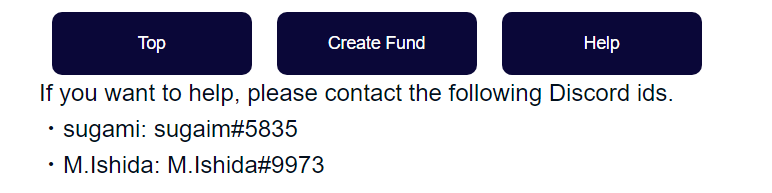 Top Create Fund Help
If you want to help, please contact the following Discord ids.
・sugami: sugaim#5835
・M.Ishida: M.Ishida#9973